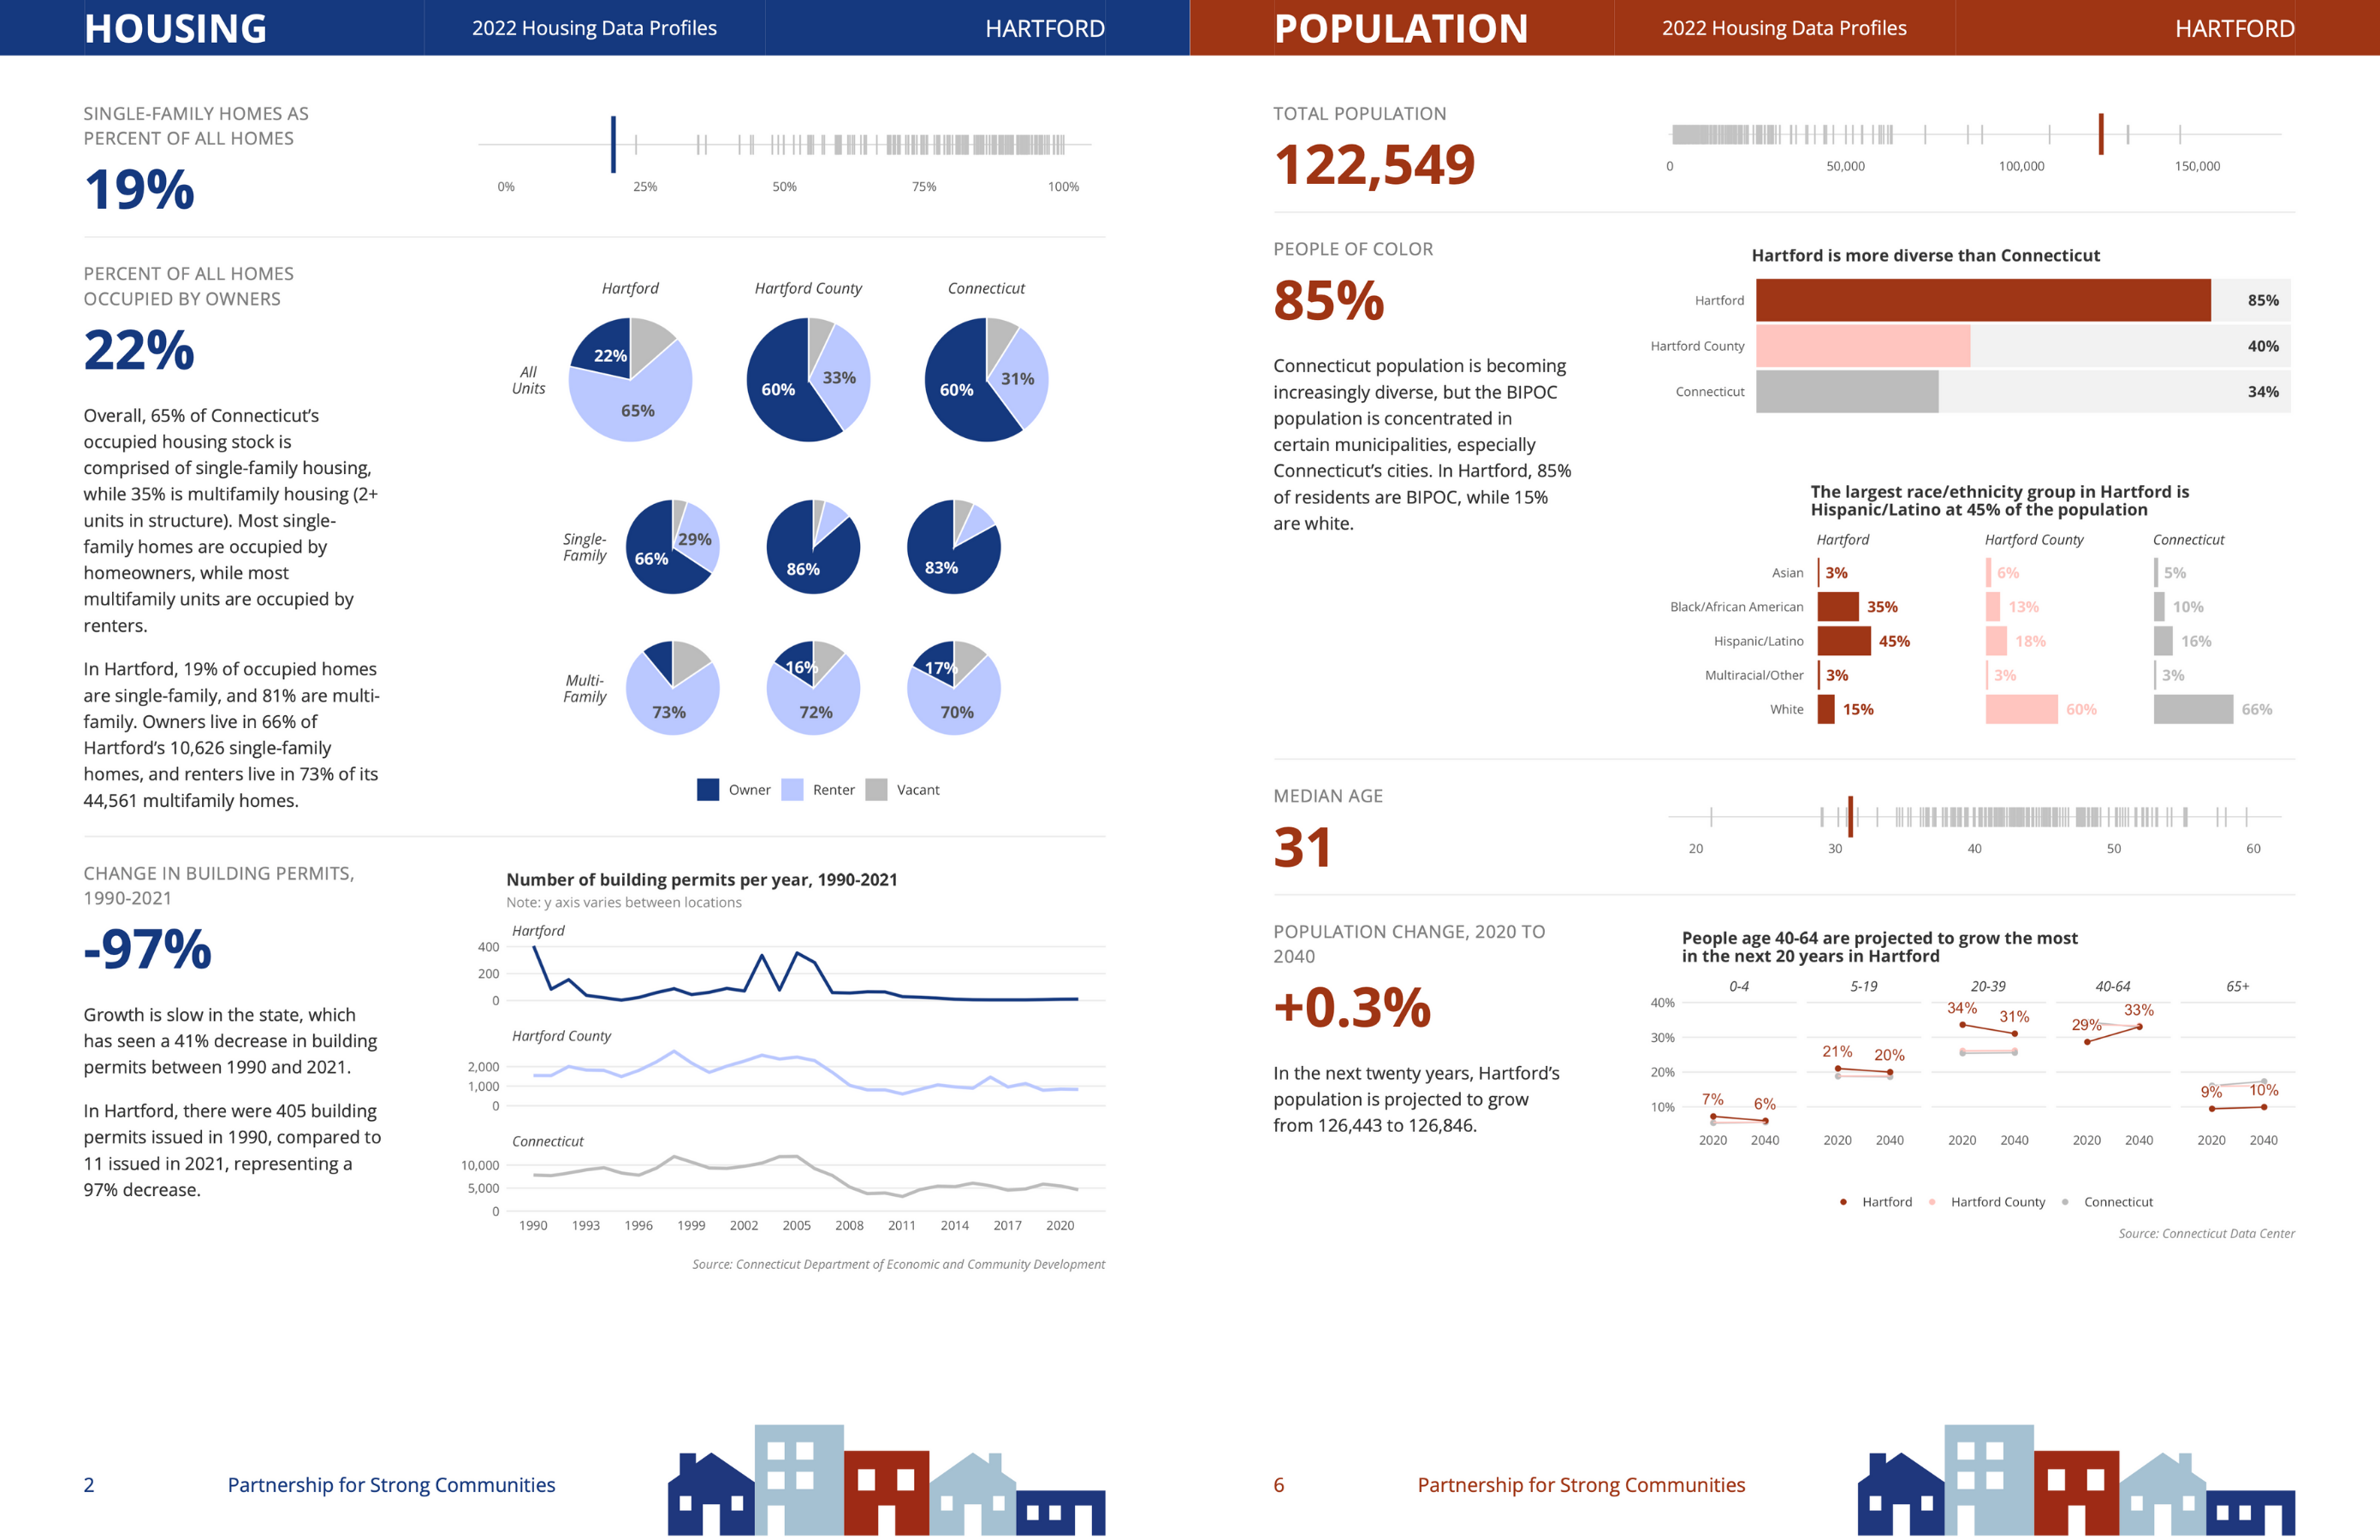 HOUSING
2022 Housing Data Profiles
HARTFORD
SINGLE-FAMILY HOMES AS
PERCENT OF ALL HOMES
19%
0% 25% 50% 75% 100%
PERCENT OF ALL HOMES
OCCUPIED BY OWNERS
22%
Overall, 65% of Connecticut’s
occupied housing stock is
comprised of single-family housing,
while 35% is multifamily housing (2+
units in structure). Most single-
family homes are occupied by
homeowners, while most
multifamily units are occupied by
renters.
In Hartford, 19% of occupied homes
are single-family, and 81% are multi-
family. Owners live in 66% of
Hartford’s 10,626 single-family
homes, and renters live in 73% of its
44,561 multifamily homes.
Hartford Hartford County Connecticut
All
Units
22% 65% 60% 33% 60% 31%
Single-
Family
66% 29% 86% 83%
Multi-
Family
73% 16% 72% 17% 70%
Owner Renter Vacant
CHANGE IN BUILDING PERMITS,
1990-2021
-97%
Growth is slow in the state, which
has seen a 41% decrease in building
permits between 1990 and 2021.
In Hartford, there were 405 building
permits issued in 1990, compared to
11 issued in 2021, representing a
97% decrease.
Number of building permits per year, 1990-2021
Note: y axis varies between locations
Hartford
400
200
0
Hartford County
2,000
1,000
0
Connecticut
10,000
5,000
0
1990 1993 1996 1999 2002 2005 2008 2011 2014 2017 2020
Source: Connecticut Department of Economic and Community Development
2
Partnership for Strong Communities
POPULATION
2022 Housing Data Profiles
HARTFORD
TOTAL POPULATION
122,549
0 50,000 100,000 150,000
PEOPLE OF COLOR
85%
Connecticut population is becoming
increasingly diverse, but the BIPOC
population is concentrated in
certain municipalities, especially
Connecticut’s cities. In Hartford, 85%
of residents are BIPOC, while 15%
are white.
Hartford is more diverse than Connecticut
Hartford 85%
Hartford County 40%
Connecticut 34%
The largest race/ethnicity group in Hartford is
Hispanic/Latino at 45% of the population
Hartford Hartford County Connecticut
Asian 3% 6% 5%
Black/African American 35% 13% 10%
Hispanic/Latino 45% 18% 16%
Multiracial/Other 3% 3% 3%
White 15% 60% 66%
MEDIAN AGE
31
20 30 40 50 60
POPULATION CHANGE, 2020 TO
2040
+0.3%
In the next twenty years, Hartford’s
population is projected to grow
from 126,443 to 126,846.
People age 40-64 are projected to grow the most
in the next 20 years in Hartford
0-4 5-19 20-39 40-64 65+
40%
30%
20%
10%
7% 6% 21% 20% 34% 31% 29% 33% 9% 10%
2020 2040 2020 2040 2020 2040 2020 2040 2020 2040
Hartford Hartford County Connecticut
Source: Connecticut Data Center
6
Partnership for Strong Communities